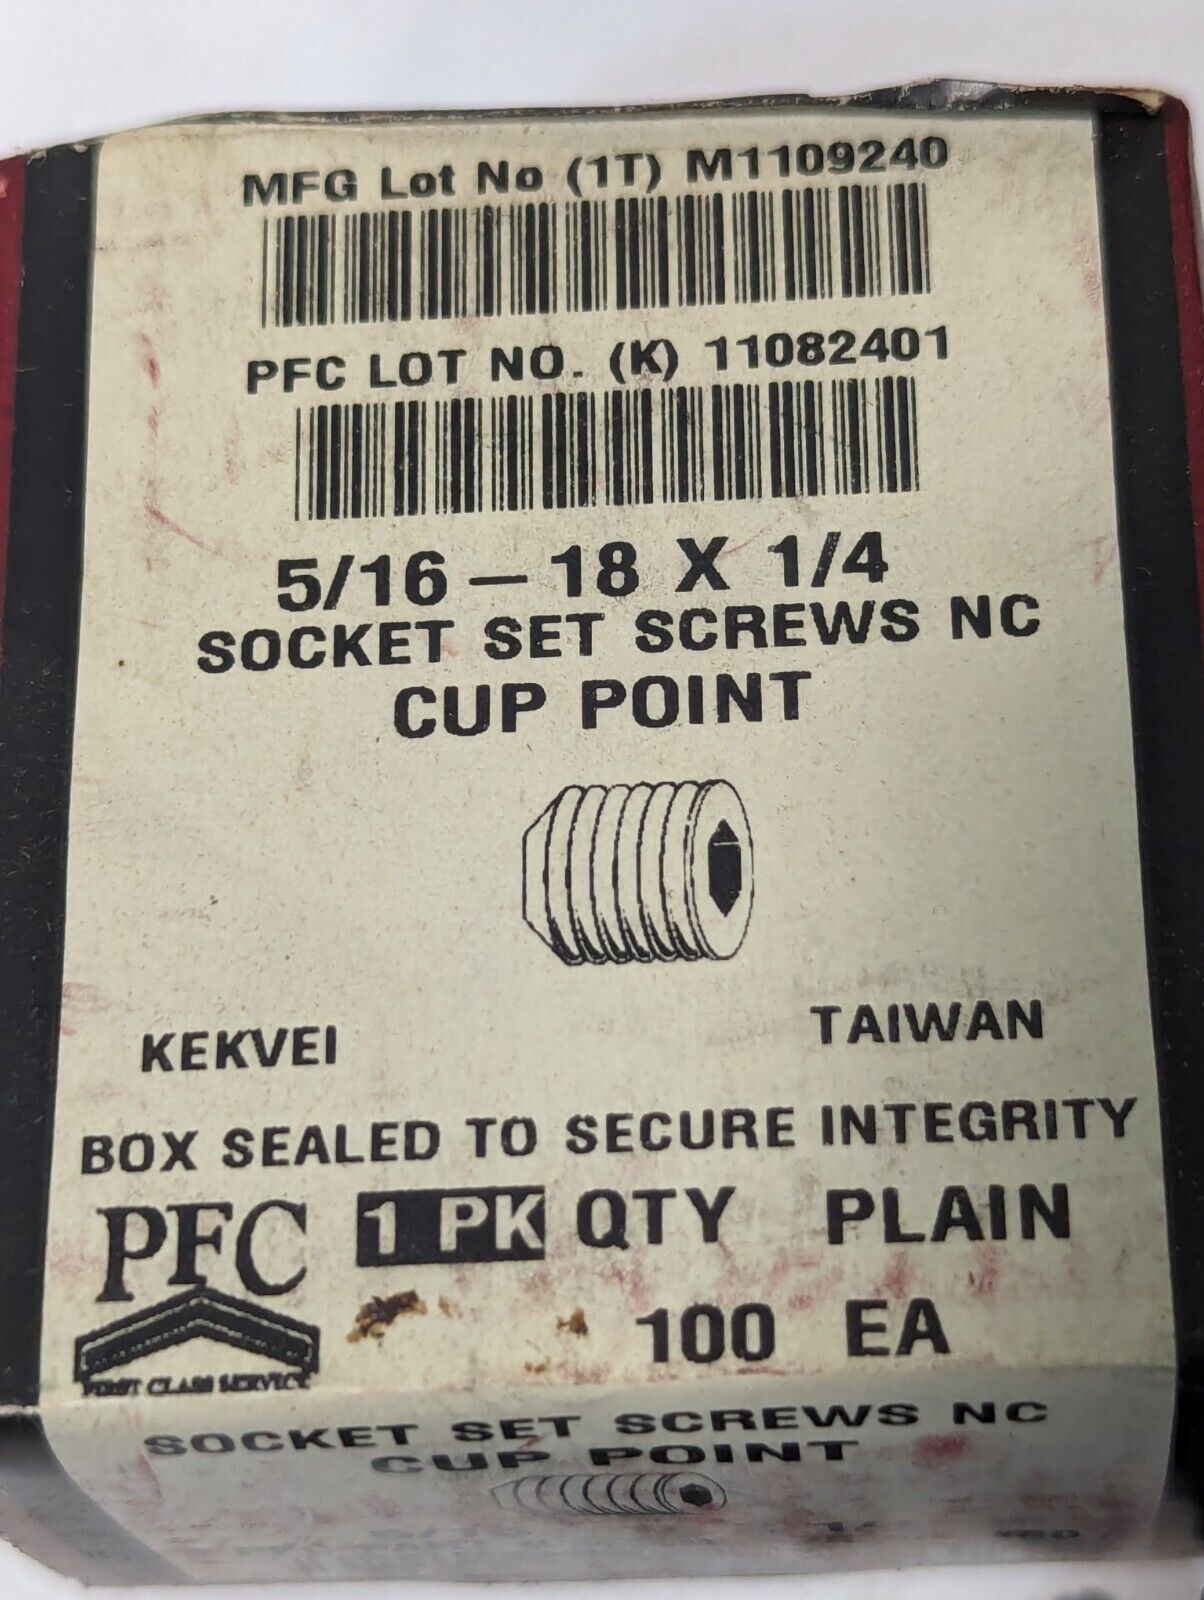 MFG Lot No (1T) M1109240
PFC LOT NO. (K) 11082401
5/16 — 18 X 1/4
SOCKET SET SCREWS NC
CUP POINT
KEKVEI TAIWAN
BOX SEALED TO SECURE INTEGRITY
PFC 1 PK QTY PLAIN
100 EA
FIRST CLASS SERVICE
SOCKET SET SCREWS NC
CUP POINT